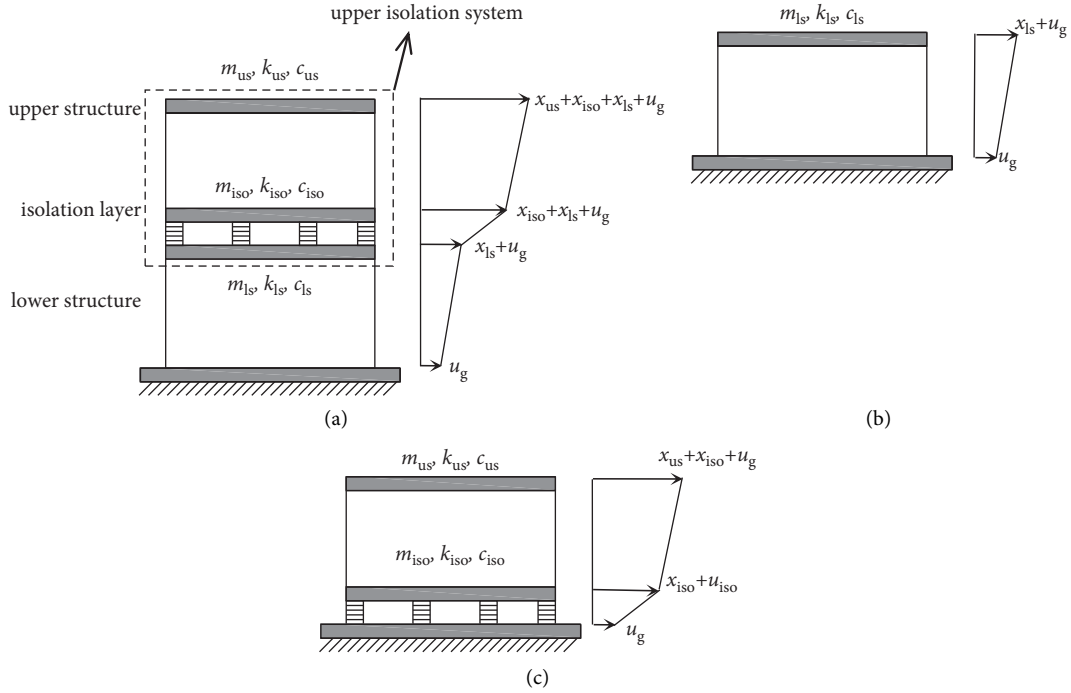 upper isolation system
m_us, k_us, c_us
upper structure
x_us+x_iso+x_ls+u_g
m_iso, k_iso, c_iso
isolation layer
x_iso+x_ls+u_g
x_ls+u_g
m_ls, k_ls, c_ls
lower structure
u_g
(a)
m_ls, k_ls, c_ls
x_ls+u_g
u_g
(b)
m_us, k_us, c_us
x_us+x_iso+u_g
m_iso, k_iso, c_iso
x_iso+u_iso
u_g
(c)